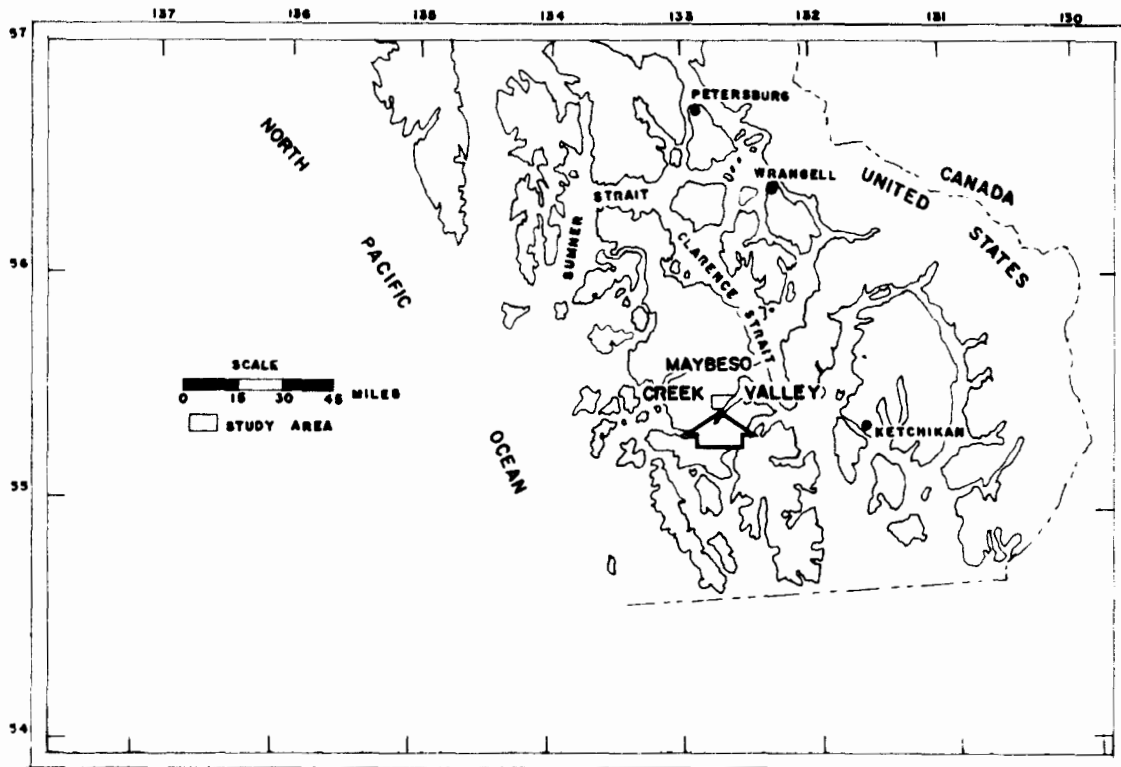 137 136 135 134 133 132 131 130
57
PETERSBURG
NORTH
WRANGELL
CANADA
UNITED
STRAIT
STATES
SUMNER
PACIFIC
56
CLARENCE STRAIT
SCALE
0 15 30 45 MILES
STUDY AREA
MAYBESO
CREEK VALLEY
KETCHIKAN
OCEAN
55
54